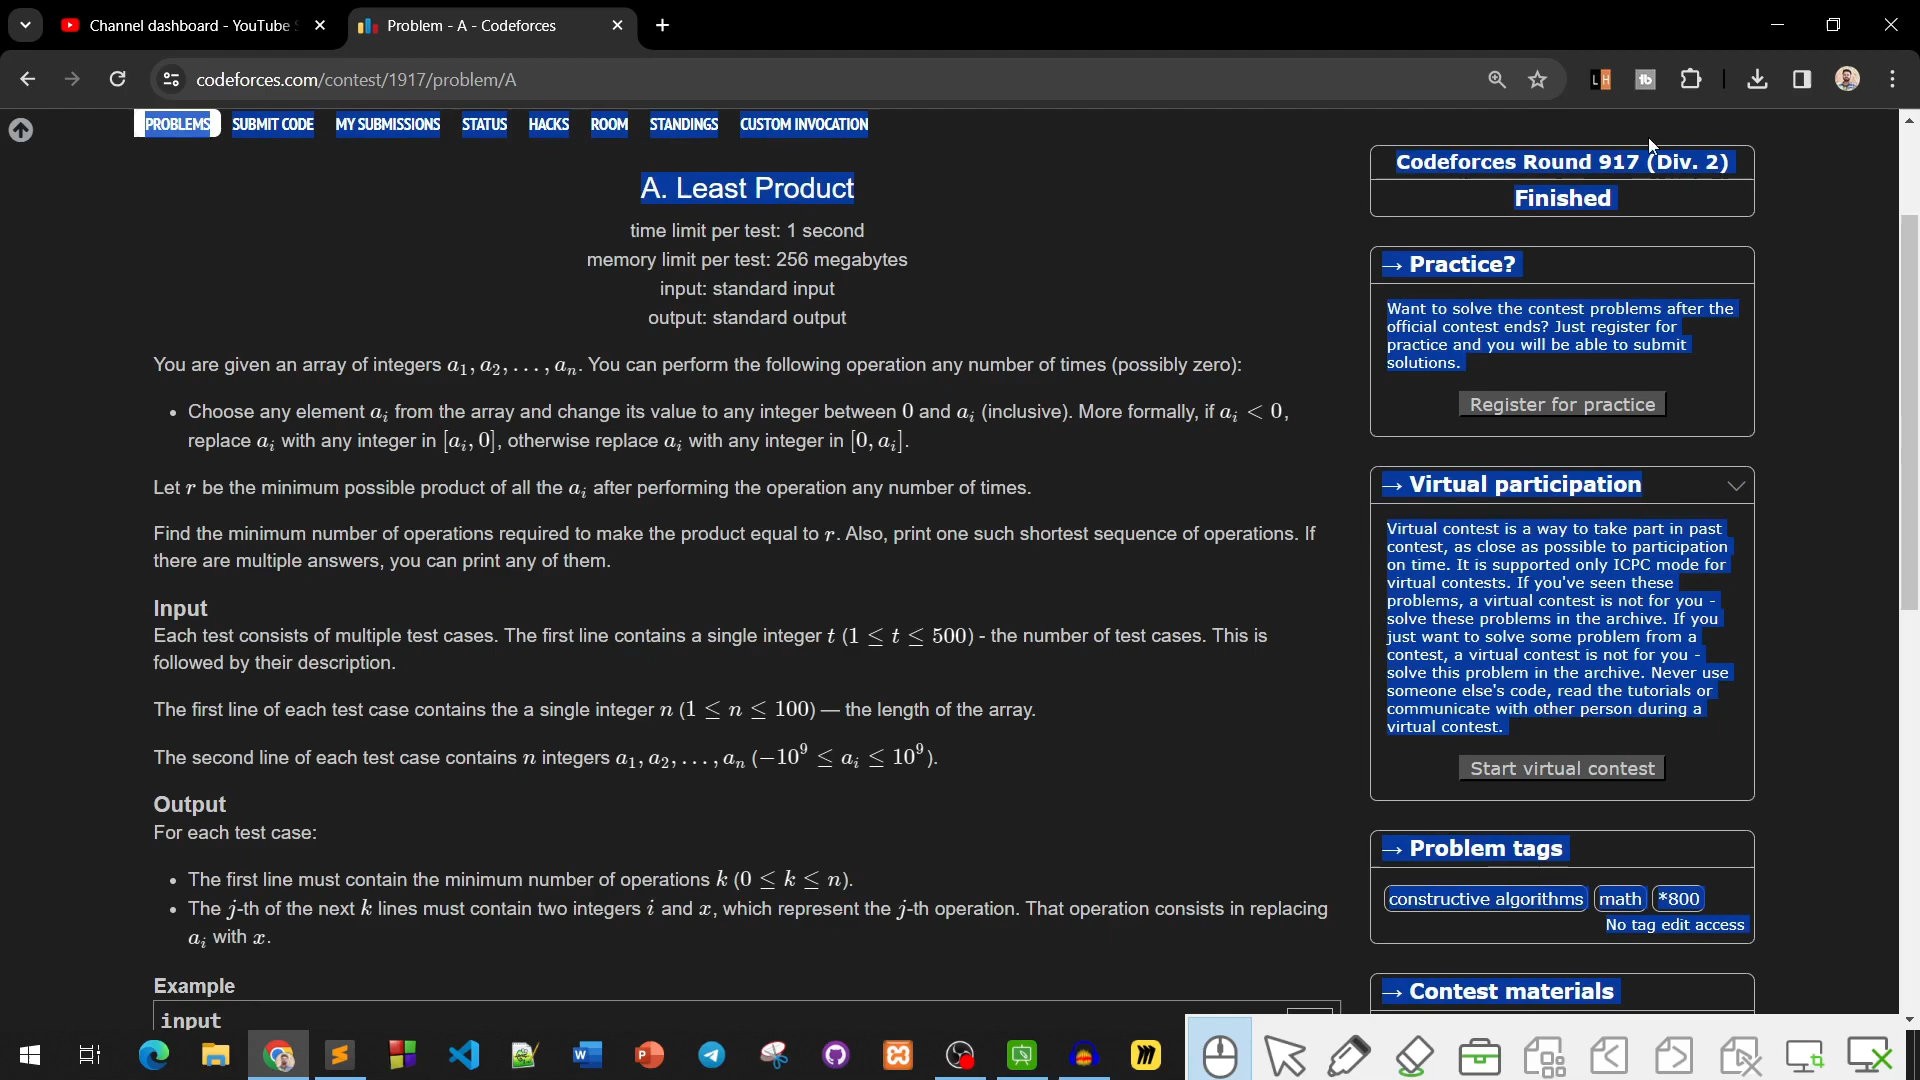 Channel dashboard - YouTube
Problem - A - Codeforces
codeforces.com/contest/1917/problem/A
PROBLEMS SUBMIT CODE MY SUBMISSIONS STATUS HACKS ROOM STANDINGS CUSTOM INVOCATION
A. Least Product
time limit per test: 1 second
memory limit per test: 256 megabytes
input: standard input
output: standard output
You are given an array of integers a₁, a₂, . . . , aₙ. You can perform the following operation any number of times (possibly zero):
• Choose any element aᵢ from the array and change its value to any integer between 0 and aᵢ (inclusive). More formally, if aᵢ < 0,
replace aᵢ with any integer in [aᵢ, 0], otherwise replace aᵢ with any integer in [0, aᵢ].
Let r be the minimum possible product of all the aᵢ after performing the operation any number of times.
Find the minimum number of operations required to make the product equal to r. Also, print one such shortest sequence of operations. If
there are multiple answers, you can print any of them.
Input
Each test consists of multiple test cases. The first line contains a single integer t (1 ≤ t ≤ 500) - the number of test cases. This is
followed by their description.
The first line of each test case contains the a single integer n (1 ≤ n ≤ 100) — the length of the array.
The second line of each test case contains n integers a₁, a₂, . . . , aₙ (−10⁹ ≤ aᵢ ≤ 10⁹).
Output
For each test case:
• The first line must contain the minimum number of operations k (0 ≤ k ≤ n).
• The j-th of the next k lines must contain two integers i and x, which represent the j-th operation. That operation consists in replacing
aᵢ with x.
Example
input
Codeforces Round 917 (Div. 2)
Finished
→ Practice?
Want to solve the contest problems after the
official contest ends? Just register for
practice and you will be able to submit
solutions.
Register for practice
→ Virtual participation
Virtual contest is a way to take part in past
contest, as close as possible to participation
on time. It is supported only ICPC mode for
virtual contests. If you've seen these
problems, a virtual contest is not for you -
solve these problems in the archive. If you
just want to solve some problem from a
contest, a virtual contest is not for you -
solve this problem in the archive. Never use
someone else's code, read the tutorials or
communicate with other person during a
virtual contest.
Start virtual contest
→ Problem tags
constructive algorithms math *800
No tag edit access
→ Contest materials